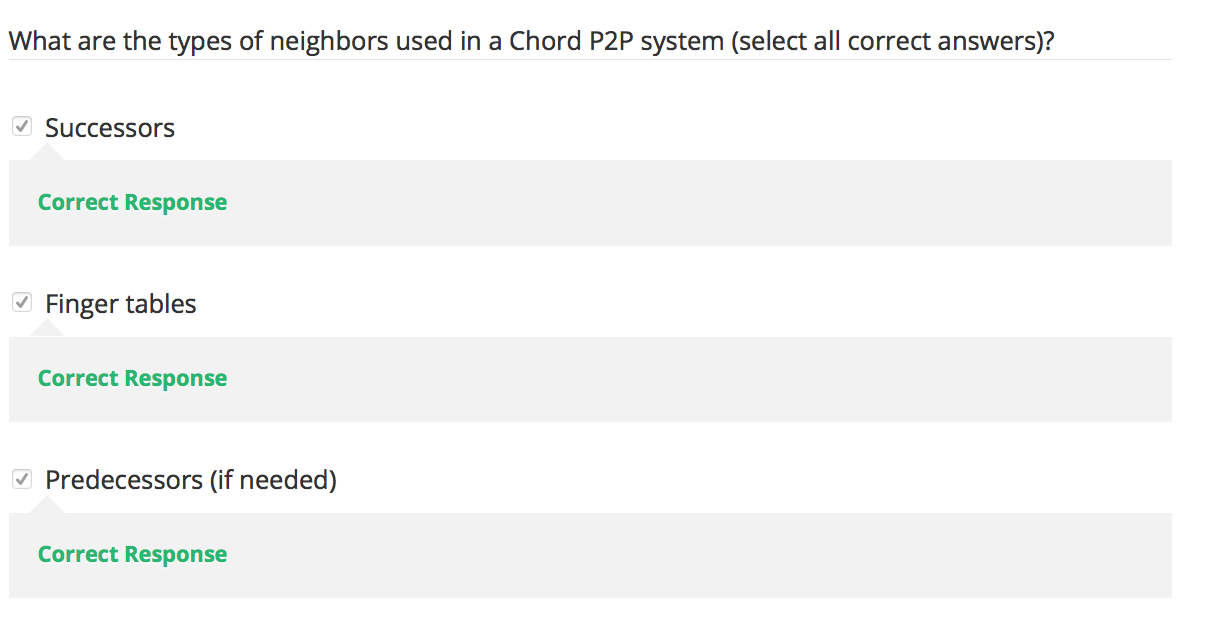 What are the types of neighbors used in a Chord P2P system (select all correct answers)?
Successors
Correct Response
Finger tables
Correct Response
Predecessors (if needed)
Correct Response